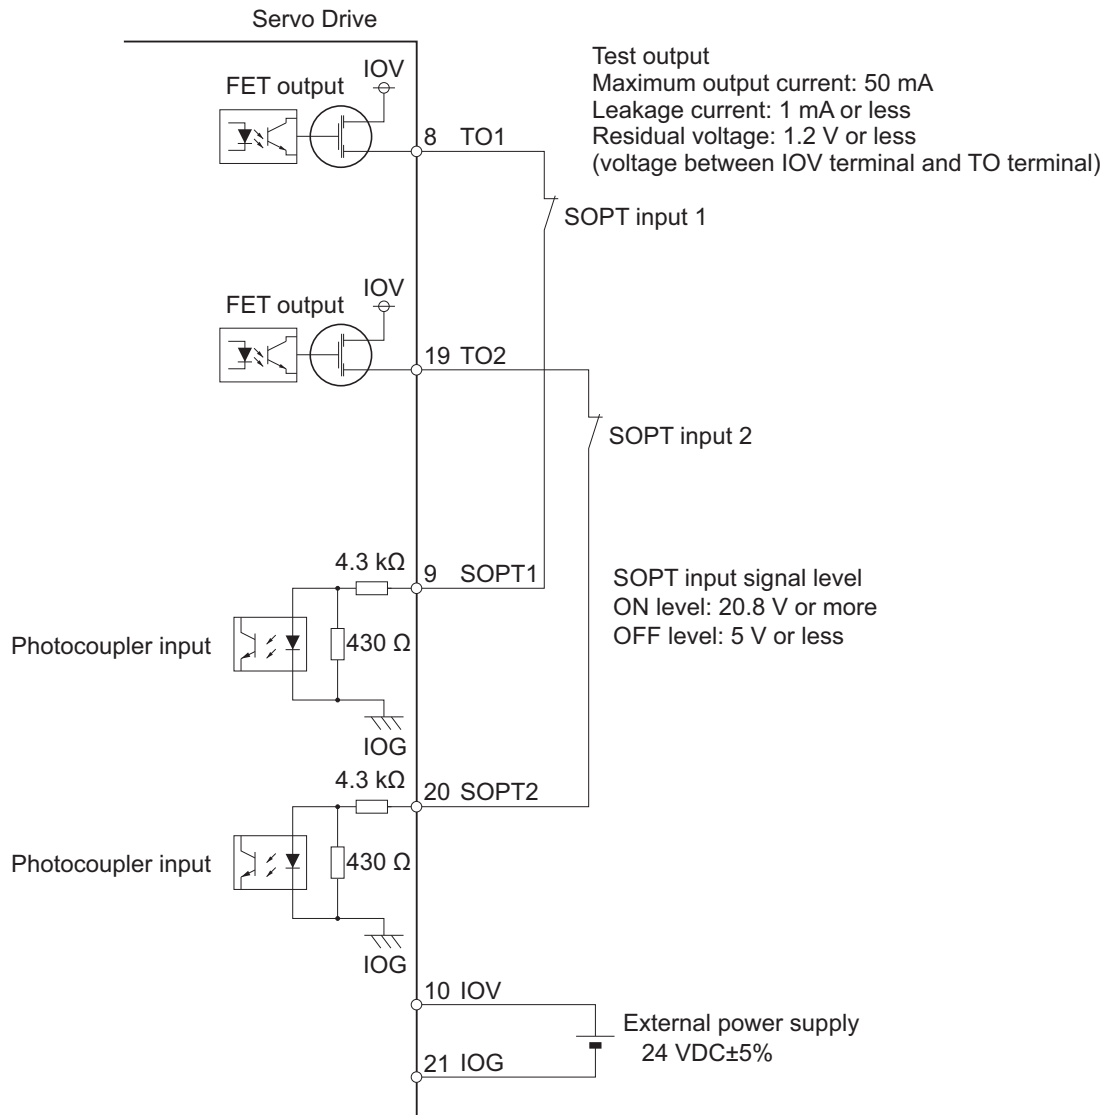 Servo Drive
FET output
IOV
8 TO1
Test output
Maximum output current: 50 mA
Leakage current: 1 mA or less
Residual voltage: 1.2 V or less
(voltage between IOV terminal and TO terminal)
SOPT input 1
FET output
IOV
19 TO2
SOPT input 2
4.3 kΩ
9 SOPT1
SOPT input signal level
ON level: 20.8 V or more
OFF level: 5 V or less
Photocoupler input
430 Ω
IOG
4.3 kΩ
20 SOPT2
Photocoupler input
430 Ω
IOG
10 IOV
External power supply
24 VDC±5%
21 IOG